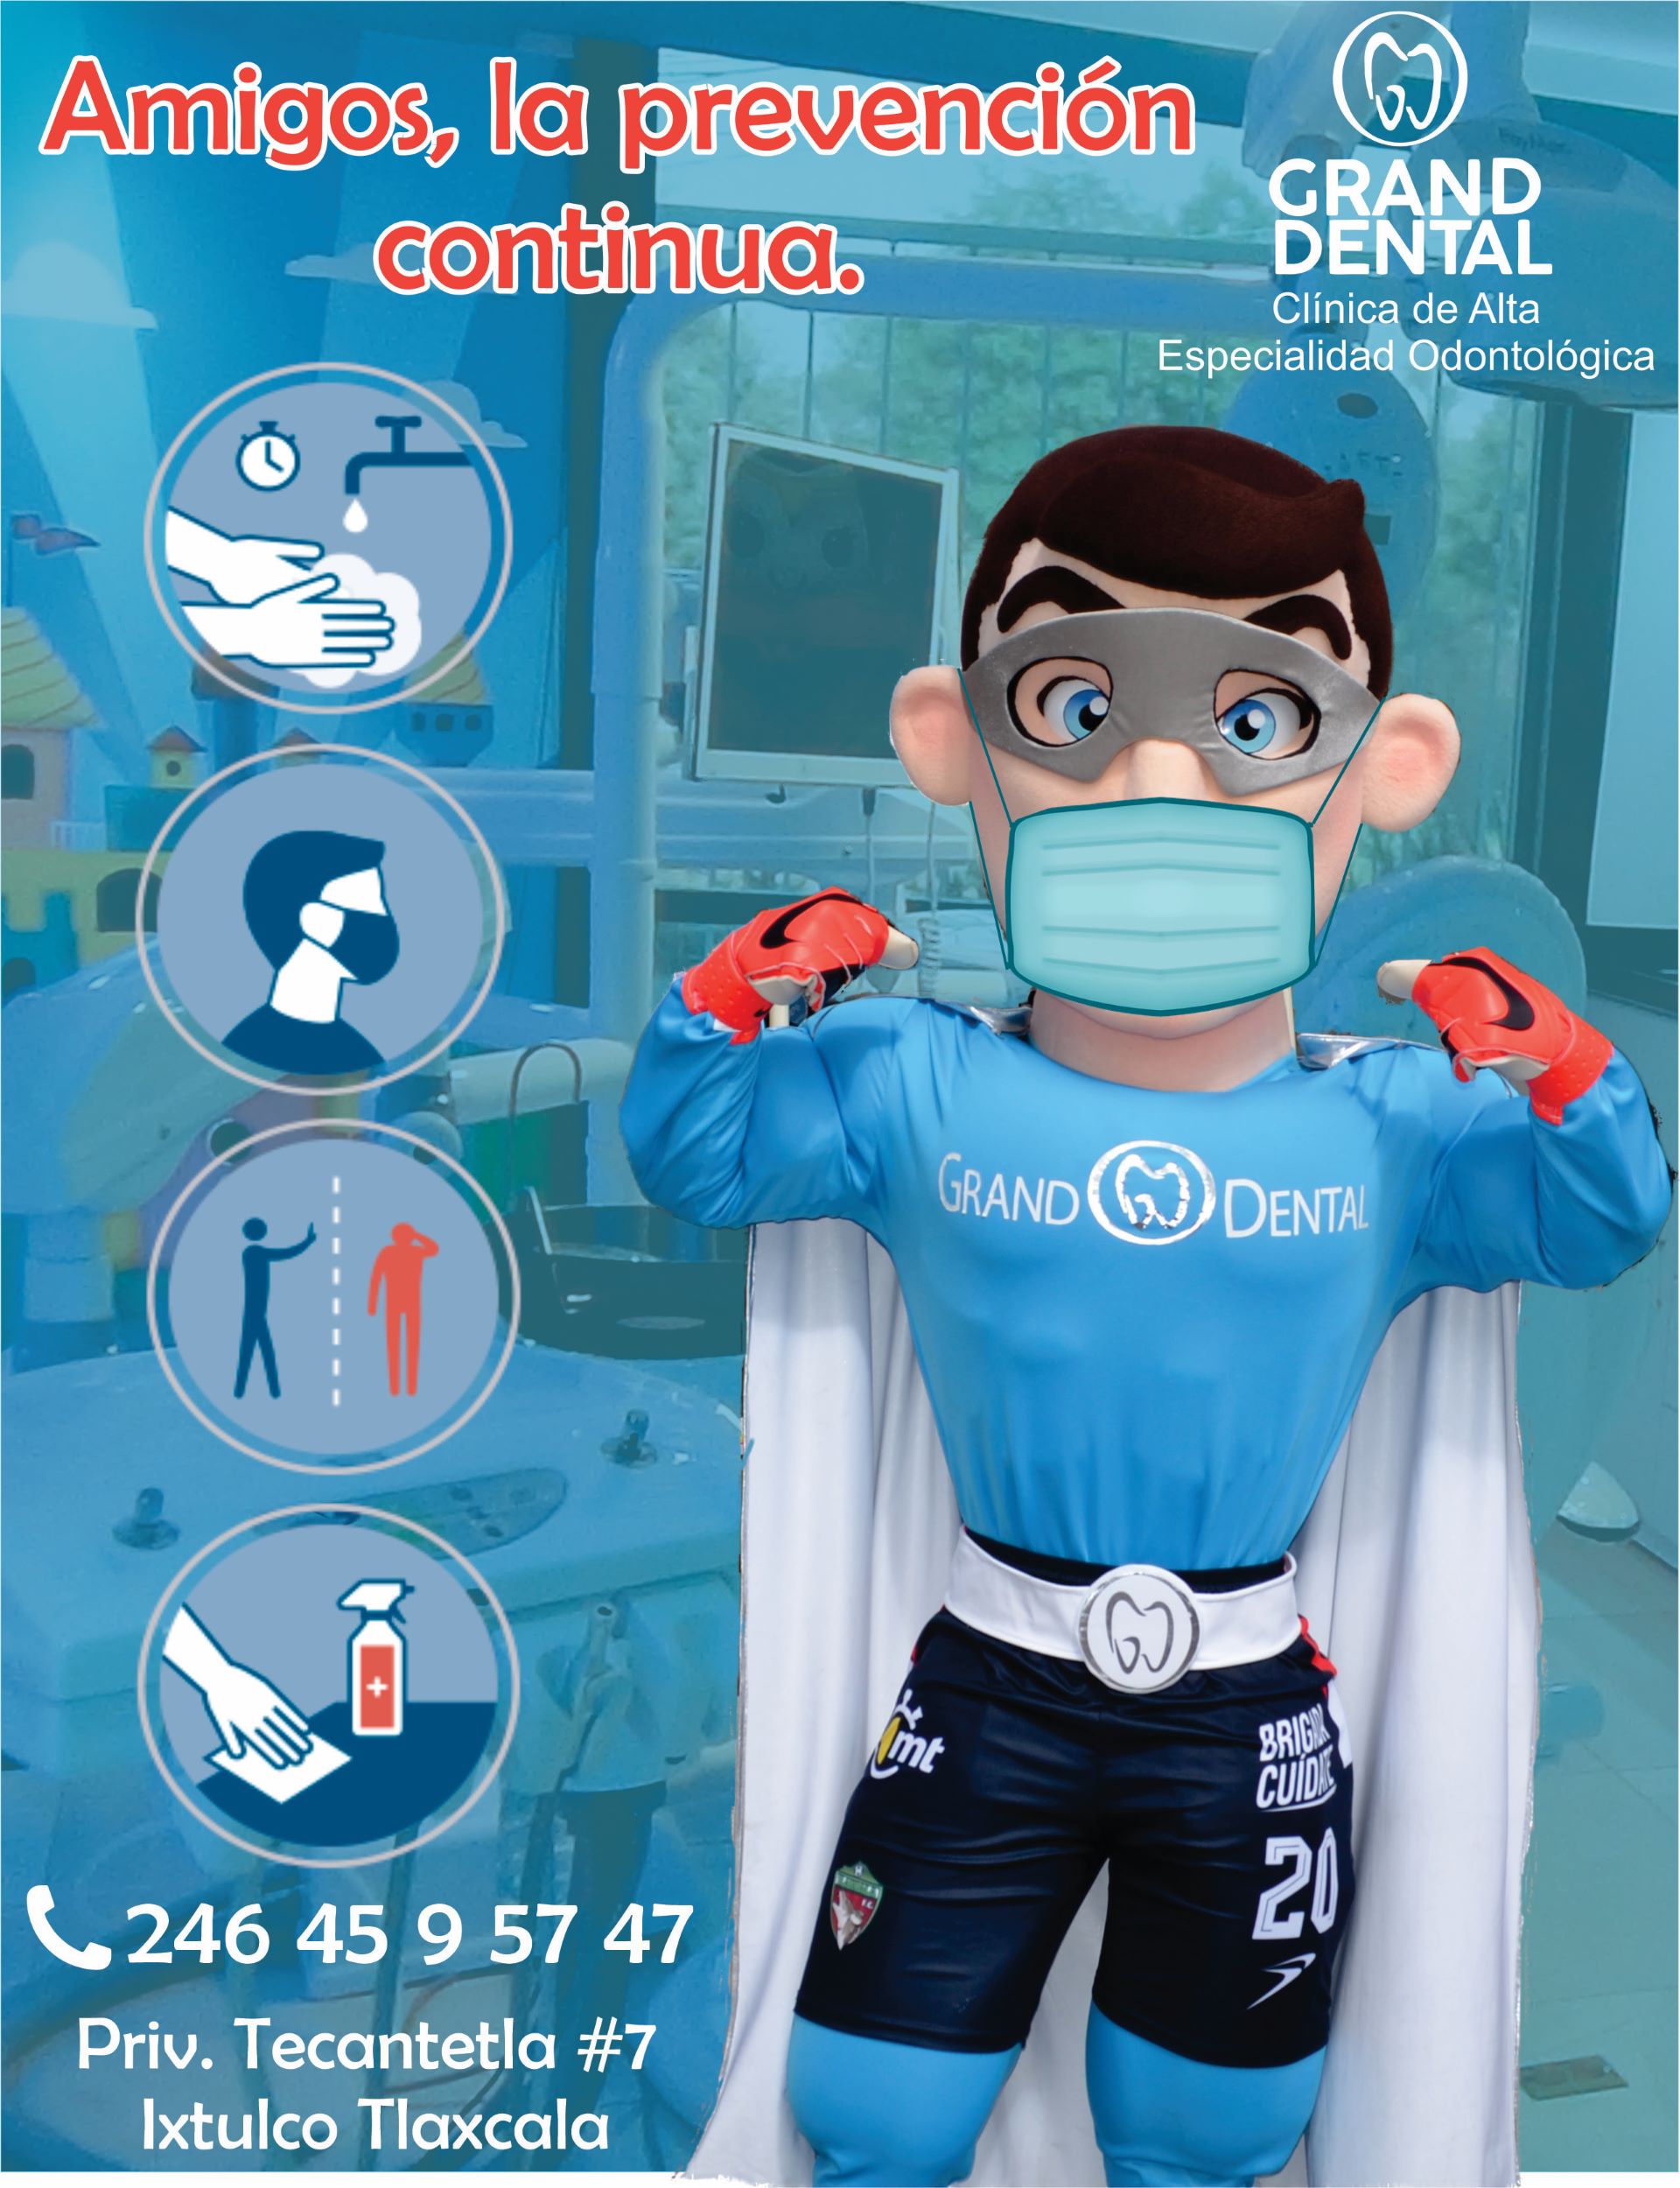 Amigos, la prevención
continua.
GRAND
DENTAL
Clínica de Alta
Especialidad Odontológica
GRAND DENTAL
mt
BRIGADA
CUÍDATE
20
246 45 9 57 47
Priv. Tecantetla #7
Ixtulco Tlaxcala